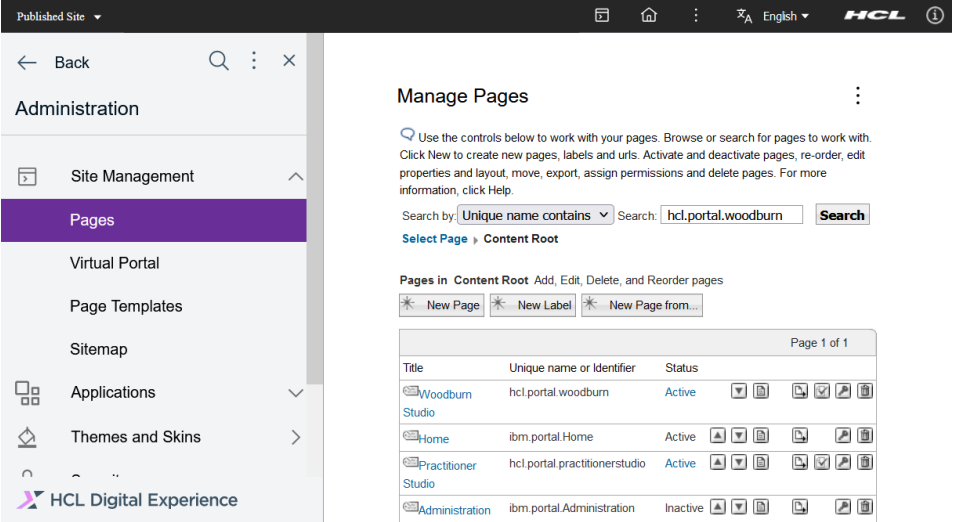 Published Site
English
HCL
Back
Administration
Site Management
Pages
Virtual Portal
Page Templates
Sitemap
Applications
Themes and Skins
HCL Digital Experience
Manage Pages
Use the controls below to work with your pages. Browse or search for pages to work with.
Click New to create new pages, labels and urls. Activate and deactivate pages, re-order, edit
properties and layout, move, export, assign permissions and delete pages. For more
information, click Help.
Search by: Unique name contains Search: hcl.portal.woodburn Search
Select Page Content Root
Pages in Content Root Add, Edit, Delete, and Reorder pages
New Page New Label New Page from...
Page 1 of 1
Title Unique name or Identifier Status
Woodburn hcl.portal.woodburn Active
Studio
Home ibm.portal.Home Active
Practitioner hcl.portal.practitionerstudio Active
Studio
Administration ibm.portal.Administration Inactive